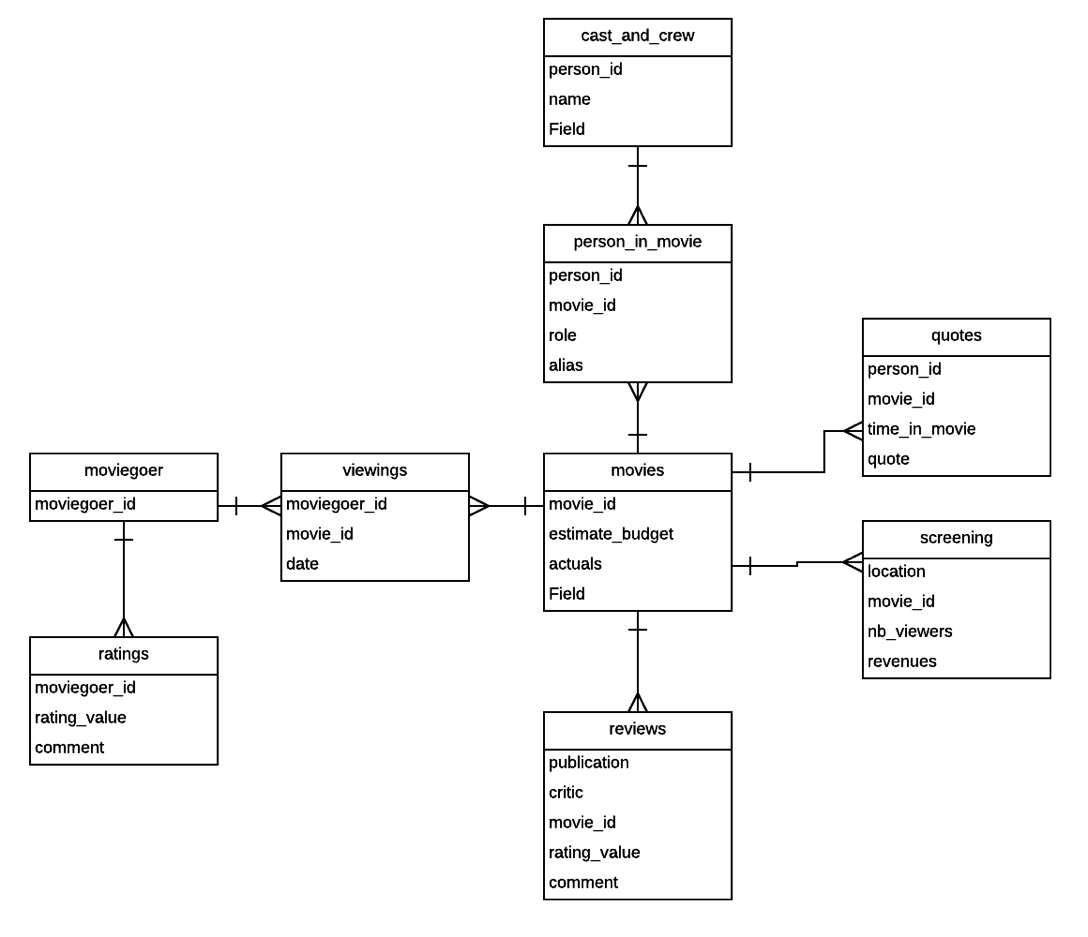 cast_and_crew
person_id
name
Field
person_in_movie
person_id
movie_id
role
alias
quotes
person_id
movie_id
time_in_movie
quote
moviegoer
moviegoer_id
viewings
moviegoer_id
movie_id
date
movies
movie_id
estimate_budget
actuals
Field
screening
location
movie_id
nb_viewers
revenues
ratings
moviegoer_id
rating_value
comment
reviews
publication
critic
movie_id
rating_value
comment